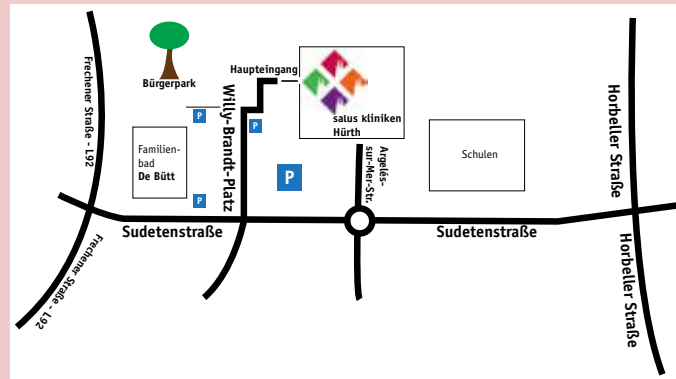 Bürgerpark
Haupteingang
Frechener Straße - L92
Willy-Brandt-Platz
Horbeller Straße
P
P
salus kliniken
Hürth
Familien-
bad
De Bütt
Argelés-
sur-Mer-Str.
Schulen
P
P
Sudetenstraße
Sudetenstraße
Frechener Straße - L92
Horbeller Straße